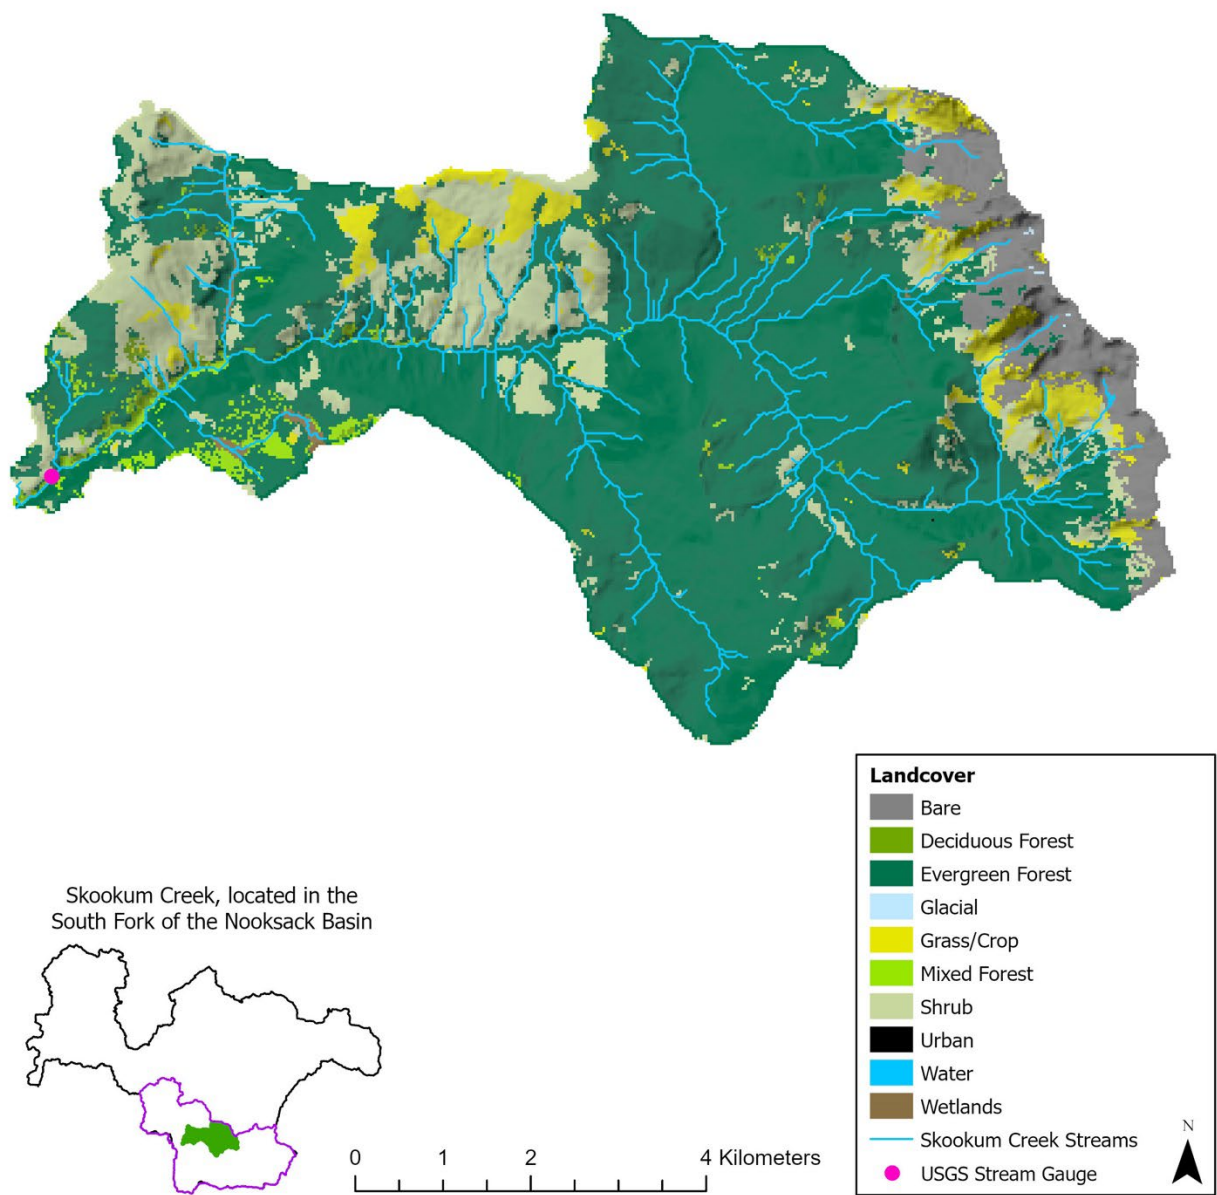 Landcover
Bare
Deciduous Forest
Evergreen Forest
Glacial
Grass/Crop
Mixed Forest
Shrub
Urban
Water
Wetlands
Skookum Creek Streams
USGS Stream Gauge
N
Skookum Creek, located in the
South Fork of the Nooksack Basin
0 1 2 4 Kilometers